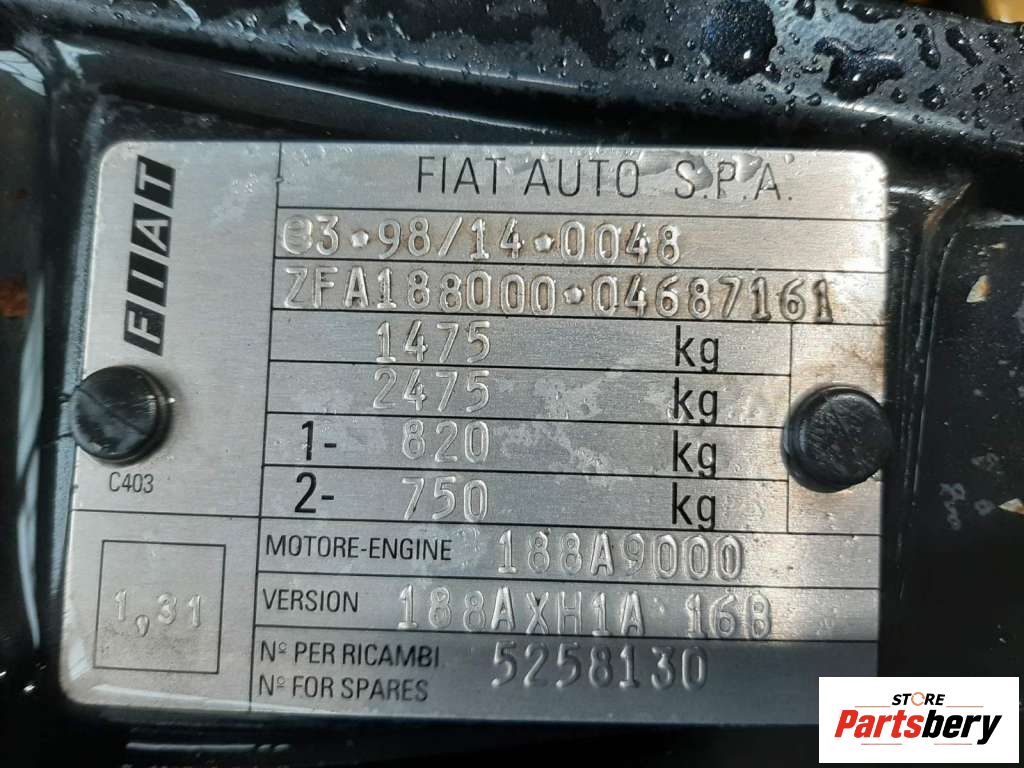 FIAT
FIAT AUTO S.P.A.
e3*98/14*0048
ZFA188000*04687161
1475 kg
2475 kg
1- 820 kg
2- 750 kg
C403
MOTORE-ENGINE 188A9000
VERSION 188AXH1A 16B
1,31
Nº PER RICAMBI
Nº FOR SPARES 5258130
STORE
Partsbery